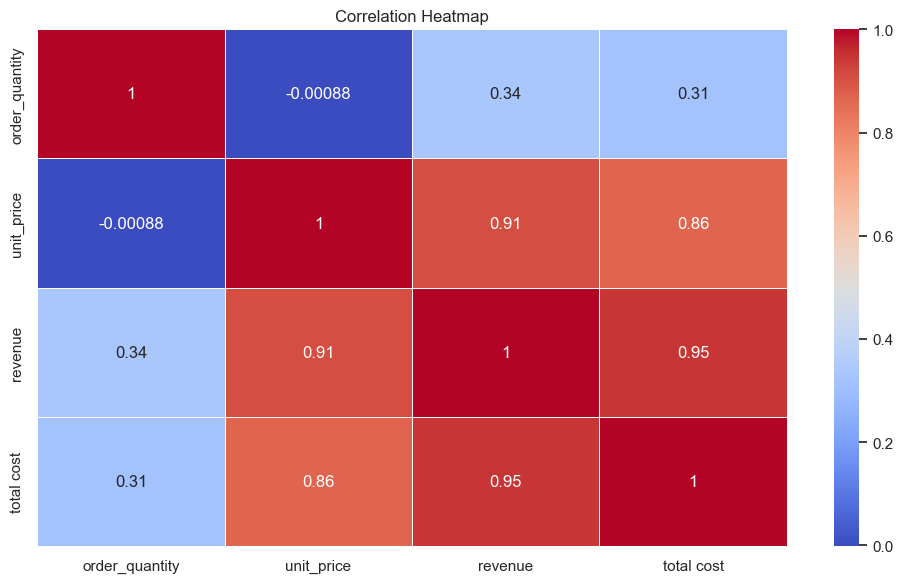 Correlation Heatmap
order_quantity
1
-0.00088
0.34
0.31
unit_price
-0.00088
1
0.91
0.86
revenue
0.34
0.91
1
0.95
total cost
0.31
0.86
0.95
1
order_quantity
unit_price
revenue
total cost
1.0
0.8
0.6
0.4
0.2
0.0